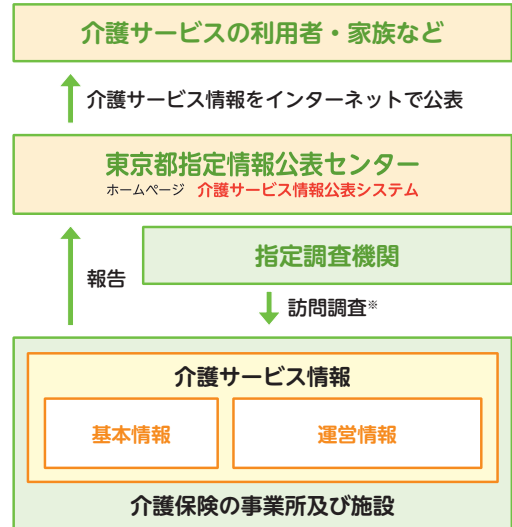 介護サービスの利用者・家族など
介護サービス情報をインターネットで公表
東京都指定情報公表センター
ホームページ 介護サービス情報公表システム
指定調査機関
報告
訪問調査※
介護サービス情報
基本情報
運営情報
介護保険の事業所及び施設